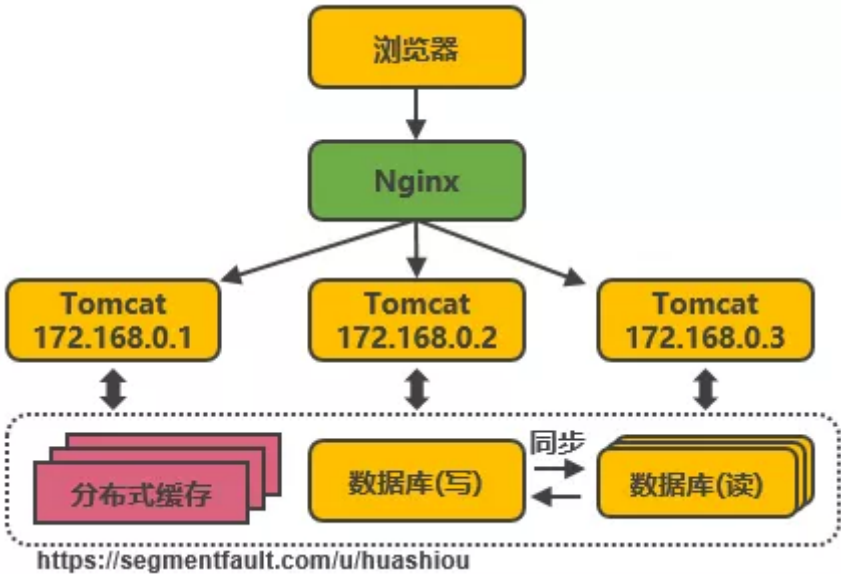 浏览器
Nginx
Tomcat
172.168.0.1
Tomcat
172.168.0.2
Tomcat
172.168.0.3
分布式缓存
数据库(写)
同步
数据库(读)
https://segmentfault.com/u/huashiou